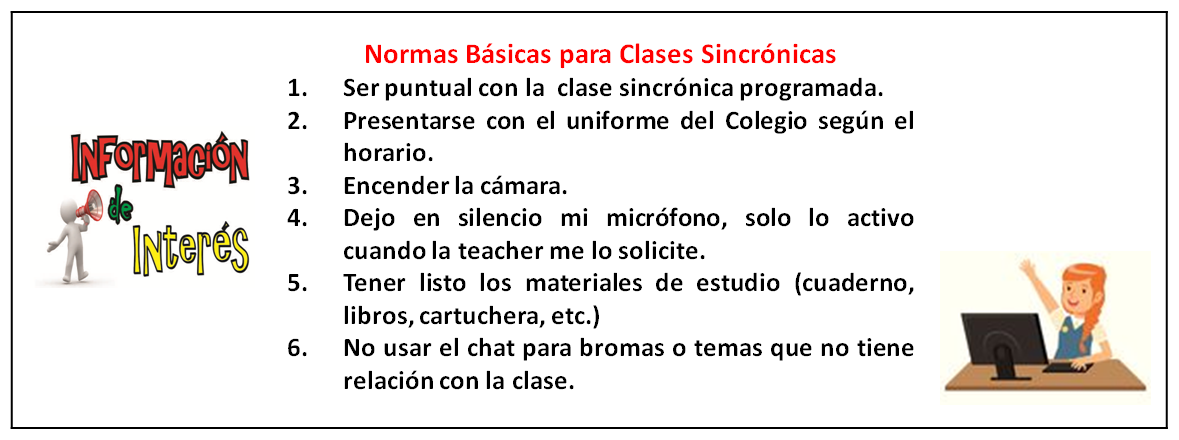 Normas Básicas para Clases Sincrónicas
1. Ser puntual con la clase sincrónica programada.
2. Presentarse con el uniforme del Colegio según el
horario.
3. Encender la cámara.
4. Dejo en silencio mi micrófono, solo lo activo
cuando la teacher me lo solicite.
5. Tener listo los materiales de estudio (cuaderno,
libros, cartuchera, etc.)
6. No usar el chat para bromas o temas que no tiene
relación con la clase.
INFormacIón
de
INterés